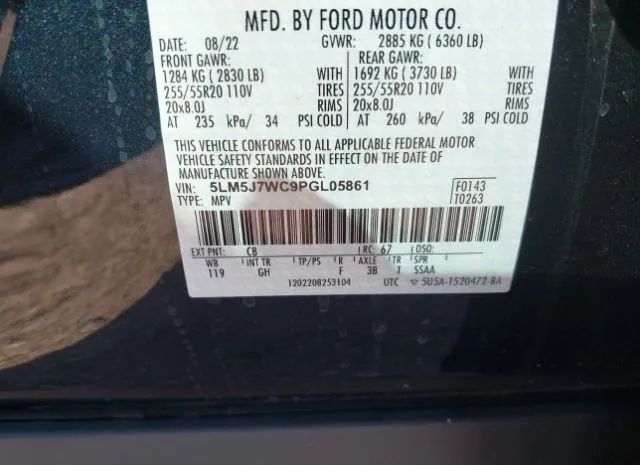 MFD. BY FORD MOTOR CO.
DATE: 08/22 GVWR: 2885 KG ( 6360 LB)
FRONT GAWR: REAR GAWR:
1284 KG ( 2830 LB) WITH 1692 KG ( 3730 LB) WITH
255/55R20 110V TIRES 255/55R20 110V TIRES
20x8.0J RIMS 20x8.0J RIMS
AT 235 kPa/ 34 PSI COLD AT 260 kPa/ 38 PSI COLD
THIS VEHICLE CONFORMS TO ALL APPLICABLE FEDERAL MOTOR
VEHICLE SAFETY STANDARDS IN EFFECT ON THE DATE OF
MANUFACTURE SHOWN ABOVE.
VIN: 5LM5J7WC9PGL05861 F0143
TYPE: MPV T0263
EXT PNT: CB RC: 67 DSO:
WB INT TR TP/PS R AXLE TR SPR
119 GH F 3B T SSAA
1202208253104 UTC 5U5A-1520472-BA